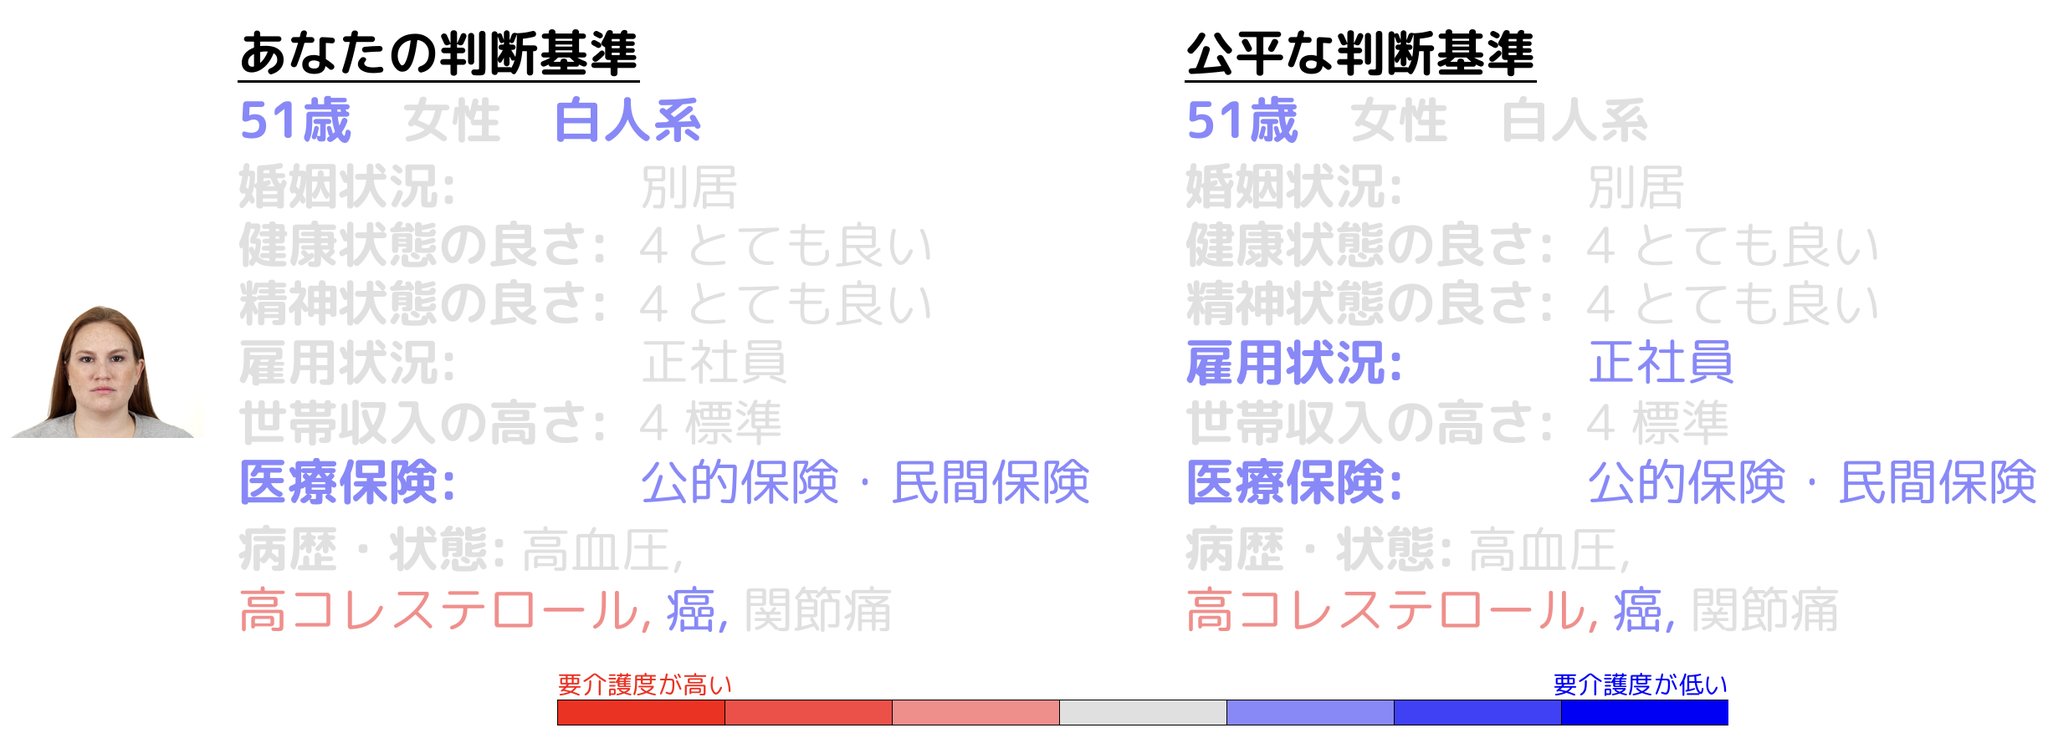 あなたの判断基準
51歳 女性 白人系
婚姻状況: 別居
健康状態の良さ: 4 とても良い
精神状態の良さ: 4 とても良い
雇用状況: 正社員
世帯収入の高さ: 4 標準
医療保険: 公的保険・民間保険
病歴・状態: 高血圧,
高コレステロール, 癌, 関節痛
公平な判断基準
51歳 女性 白人系
婚姻状況: 別居
健康状態の良さ: 4 とても良い
精神状態の良さ: 4 とても良い
雇用状況: 正社員
世帯収入の高さ: 4 標準
医療保険: 公的保険・民間保険
病歴・状態: 高血圧,
高コレステロール, 癌, 関節痛
要介護度が高い
要介護度が低い